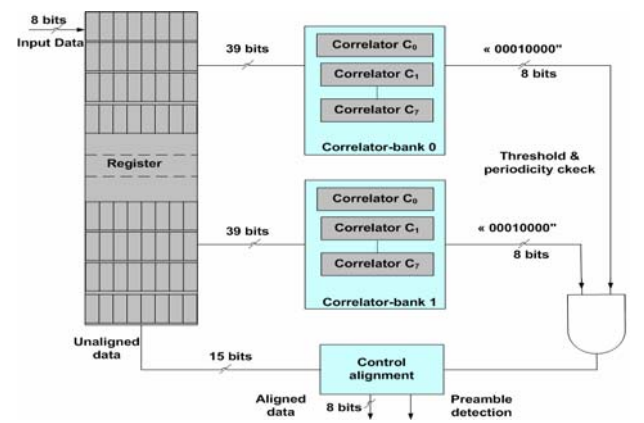 8 bits
Input Data
Register
39 bits
Correlator C₀
Correlator C₁
Correlator C₇
Correlator-bank 0
« 00010000"
8 bits
Threshold &
periodicity ckeck
39 bits
Correlator C₀
Correlator C₁
Correlator C₇
Correlator-bank 1
« 00010000"
8 bits
Unaligned
data
15 bits
Control
alignment
Aligned
data
8 bits
Preamble
detection